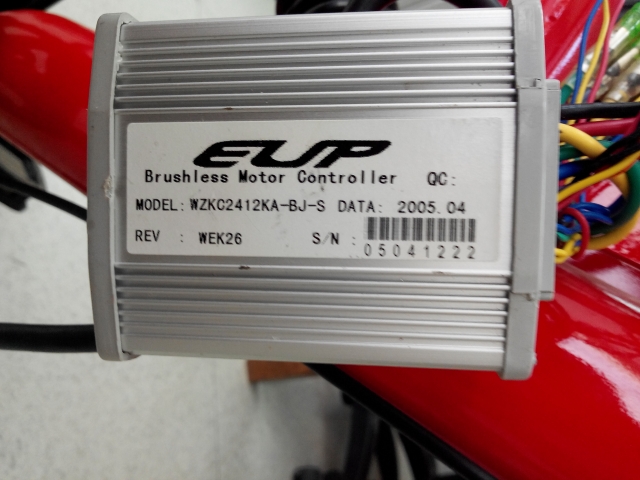 EUP
Brushless Motor Controller QC:
MODEL: WZKC2412KA-BJ-S DATA: 2005.04
REV : WEK26 S/N :
05041222